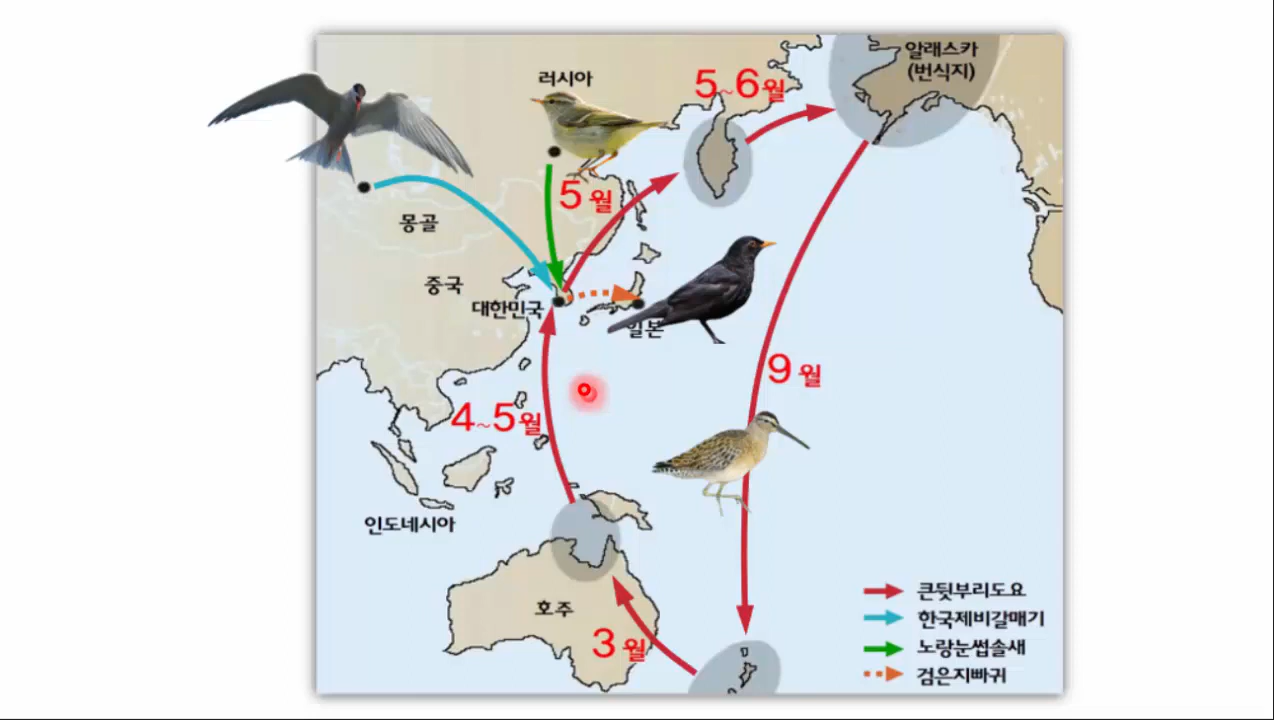 알래스카
(번식지)
러시아
5~6월
5월
몽골
중국
대한민국
일본
9월
4~5월
인도네시아
호주
3월
큰뒷부리도요
한국제비갈매기
노랑눈썹솔새
검은지빠귀